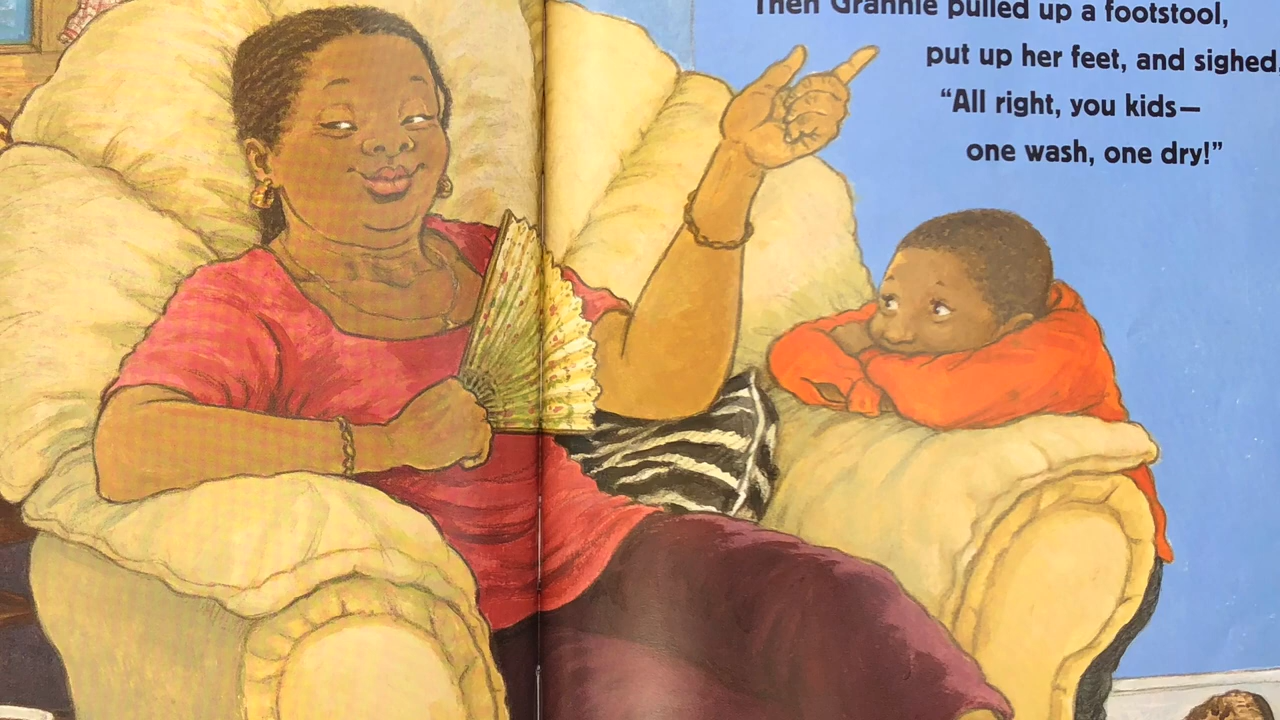 Then Grannie pulled up a footstool,
put up her feet, and sighed.
“All right, you kids—
one wash, one dry!”